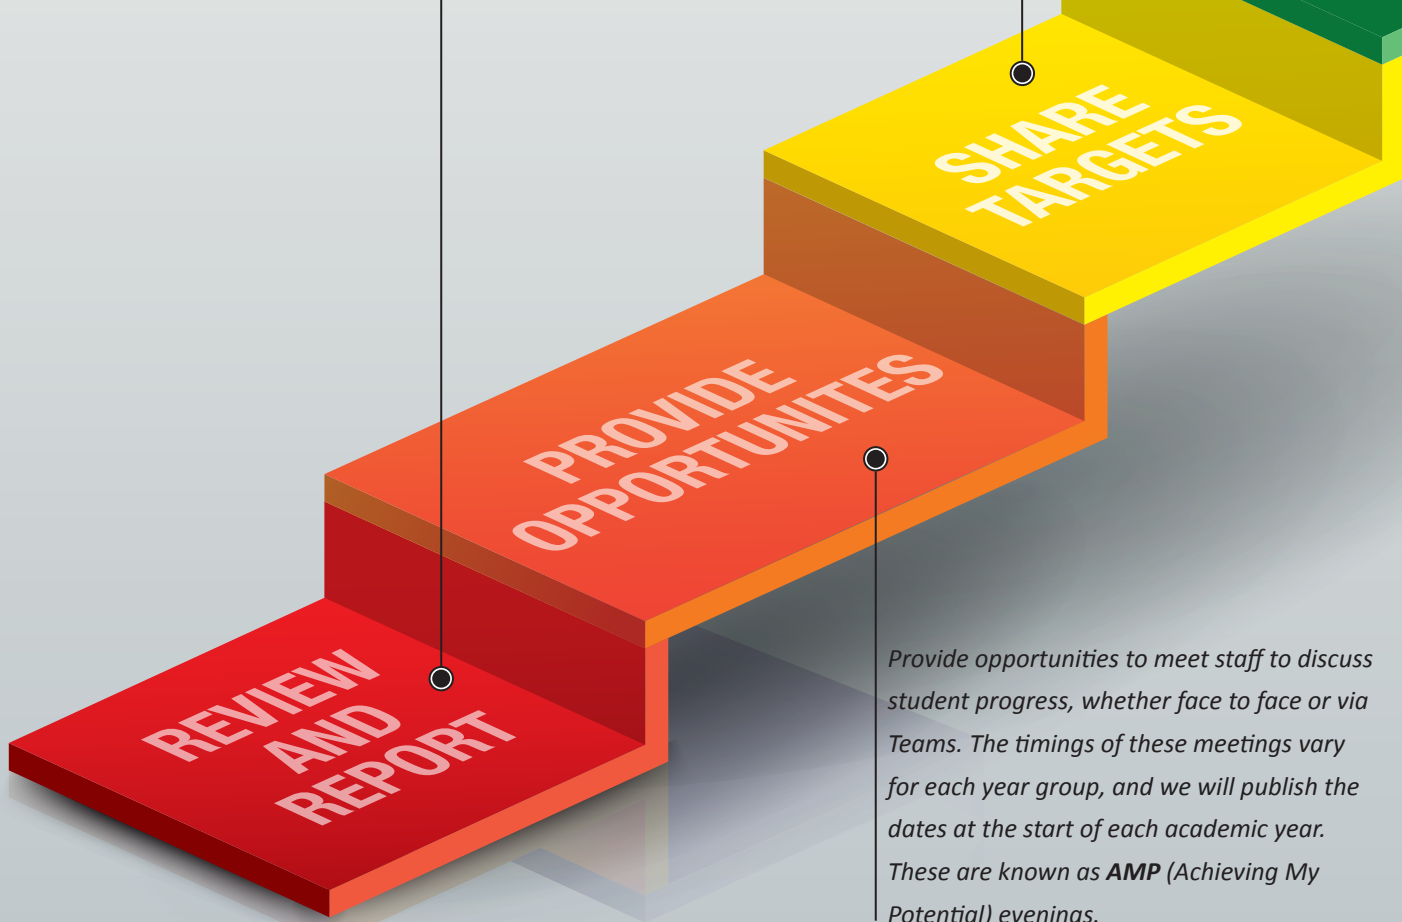 SHARE
TARGETS
PROVIDE
OPPORTUNITES
REVIEW
AND
REPORT
Provide opportunities to meet staff to discuss
student progress, whether face to face or via
Teams. The timings of these meetings vary
for each year group, and we will publish the
dates at the start of each academic year.
These are known as AMP (Achieving My
Potential) evenings.